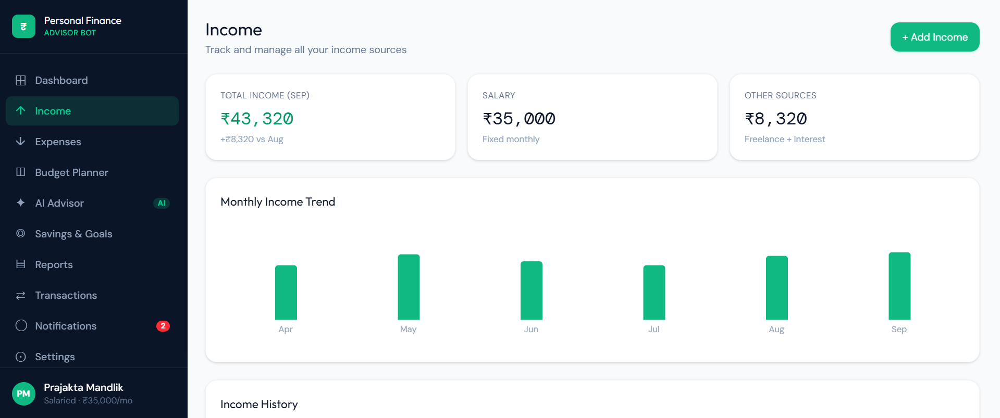 ₹
Personal Finance
ADVISOR BOT
Dashboard
Income
Expenses
Budget Planner
AI Advisor
AI
Savings & Goals
Reports
Transactions
Notifications
2
Settings
PM
Prajakta Mandlik
Salaried · ₹35,000/mo
Income
Track and manage all your income sources
+ Add Income
TOTAL INCOME (SEP)
₹43,320
+₹8,320 vs Aug
SALARY
₹35,000
Fixed monthly
OTHER SOURCES
₹8,320
Freelance + Interest
Monthly Income Trend
Apr
May
Jun
Jul
Aug
Sep
Income History